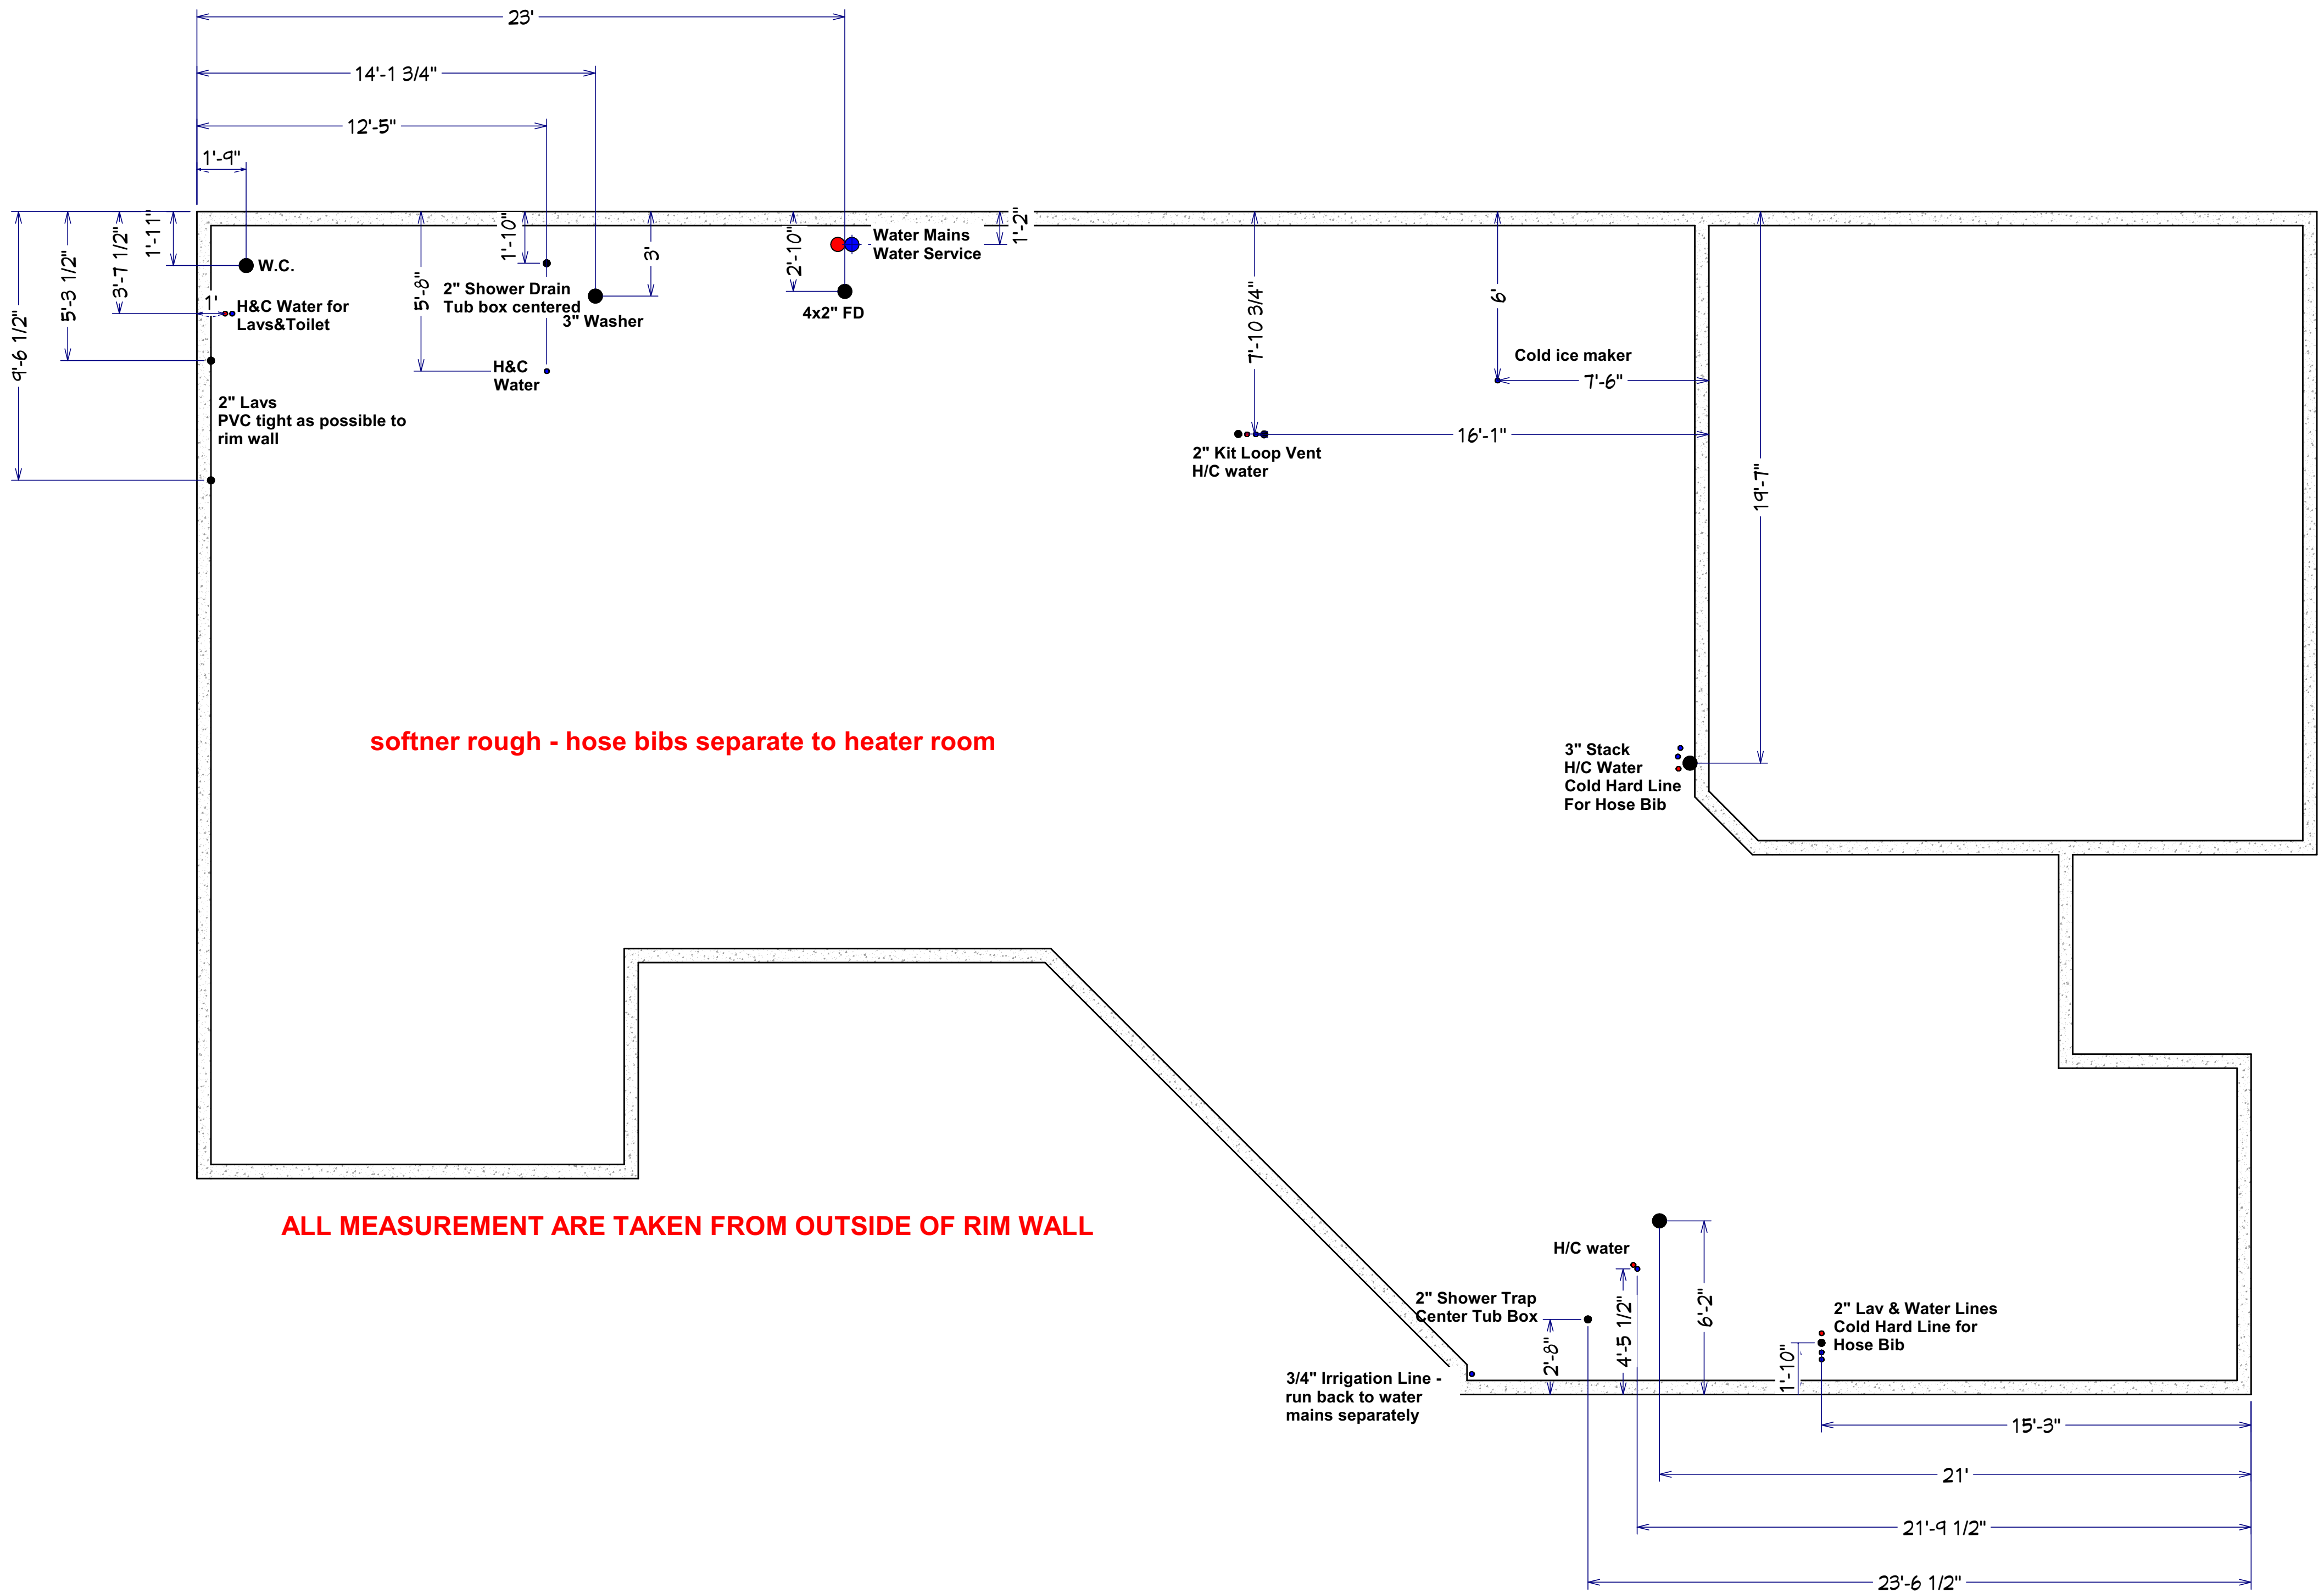 23'
14'-1 3/4"
12'-5"
1'-9"
9'-6 1/2"
5'-3 1/2"
3'-7 1/2"
1'-11"
W.C.
1'
H&C Water for
Lavs&Toilet
2" Lavs
PVC tight as possible to
rim wall
5'-8"
1'-10"
2" Shower Drain
Tub box centered
3" Washer
H&C
Water
3'
2'-10"
4x2" FD
Water Mains
Water Service
1'-2"
7'-10 3/4"
6'
Cold ice maker
7'-6"
16'-1"
2" Kit Loop Vent
H/C water
19'-7"
softner rough - hose bibs separate to heater room
3" Stack
H/C Water
Cold Hard Line
For Hose Bib
ALL MEASUREMENT ARE TAKEN FROM OUTSIDE OF RIM WALL
H/C water
2" Shower Trap
Center Tub Box
2'-8"
4'-5 1/2"
6'-2"
1'-10"
2" Lav & Water Lines
Cold Hard Line for
Hose Bib
3/4" Irrigation Line -
run back to water
mains separately
15'-3"
21'
21'-9 1/2"
23'-6 1/2"